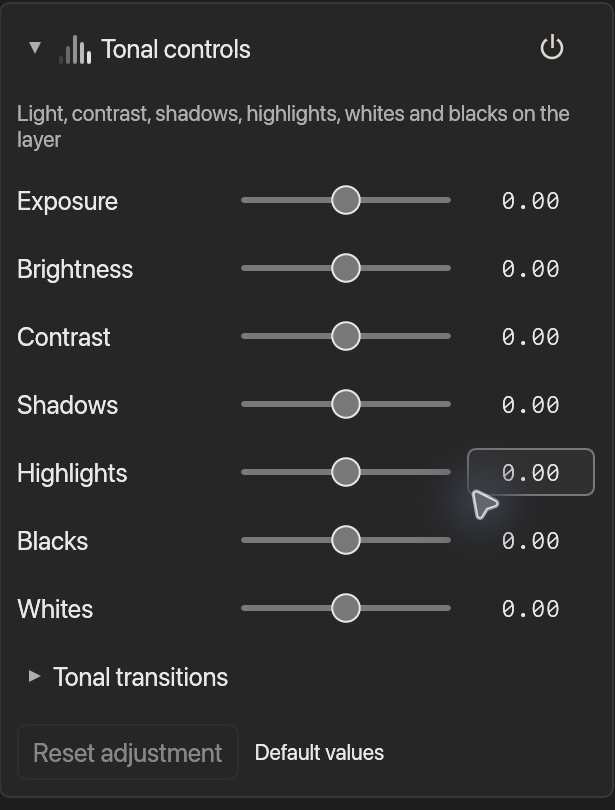 Tonal controls
Light, contrast, shadows, highlights, whites and blacks on the
layer
Exposure 0.00
Brightness 0.00
Contrast 0.00
Shadows 0.00
Highlights 0.00
Blacks 0.00
Whites 0.00
Tonal transitions
Reset adjustment Default values